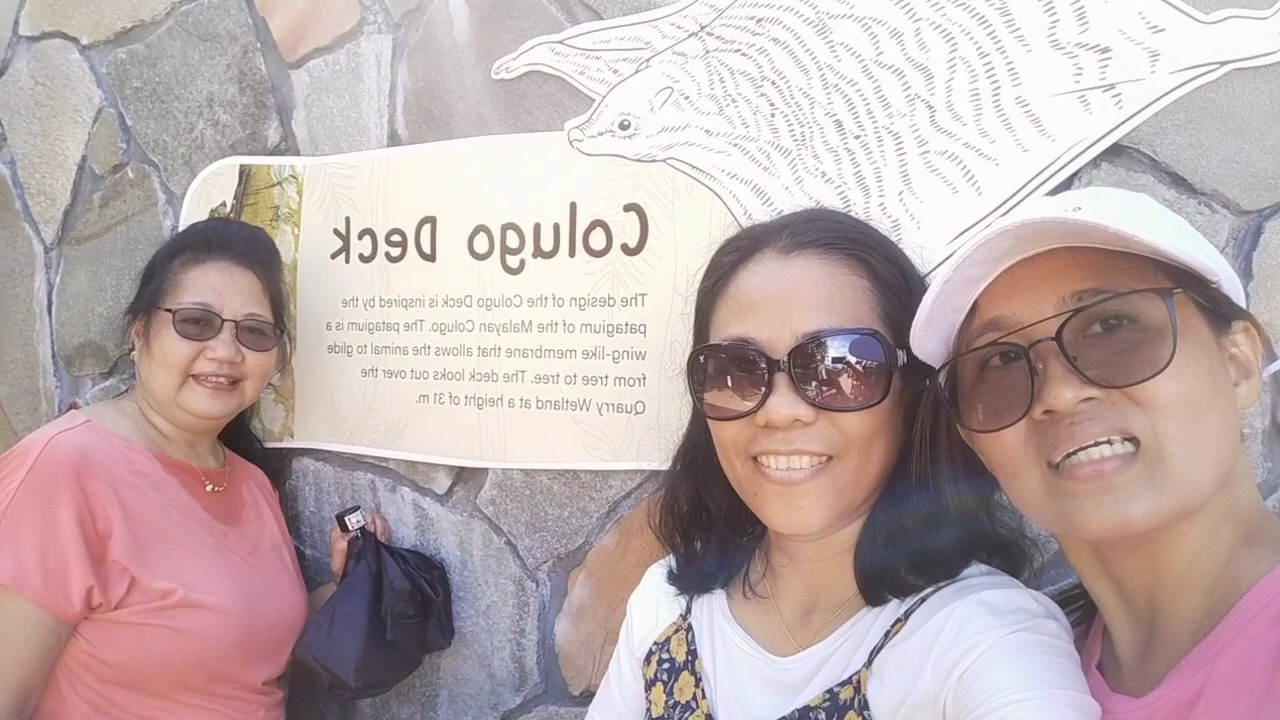 Colugo Deck
The design of the Colugo Deck is inspired by the
patagium of the Malayan Colugo. The patagium is a
wing-like membrane that allows the animal to glide
from tree to tree. The deck looks out over the
Quarry Wetland at a height of 31 m.